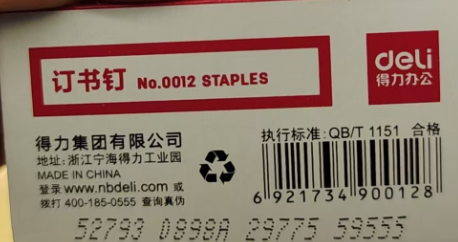 订书钉 No.0012 STAPLES
deli
得力办公
得力集团有限公司
地址:浙江宁海得力工业园
MADE IN CHINA
登录 www.nbdeli.com 或
拨打 400-185-0555 查询真伪
执行标准:QB/T 1151 合格
6 921734 900128
52793 0898A 29775 59555